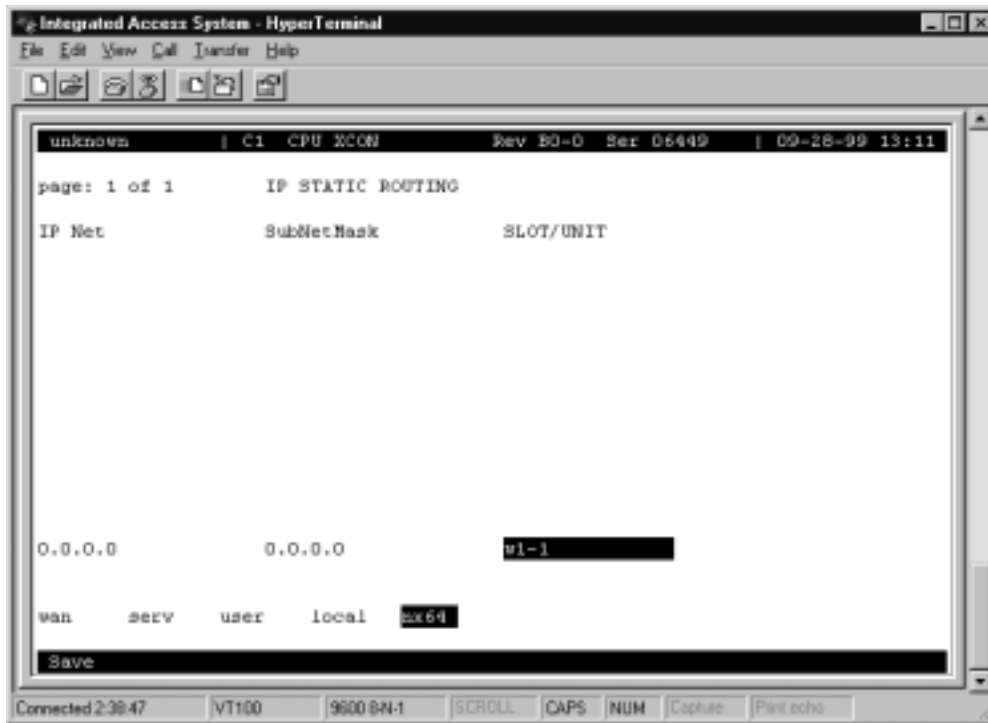 Integrated Access System - HyperTerminal
File Edit View Call Transfer Help
unknown | C1 CPU XCON Rev B0-0 Ser 06449 | 09-28-99 13:11
page: 1 of 1 IP STATIC ROUTING
IP Net SubNetMask SLOT/UNIT
0.0.0.0 0.0.0.0 w1-1
wan serv user local nx64
Save
Connected 2:38:47 VT100 9600 8-N-1 SCROLL CAPS NUM Capture Print echo